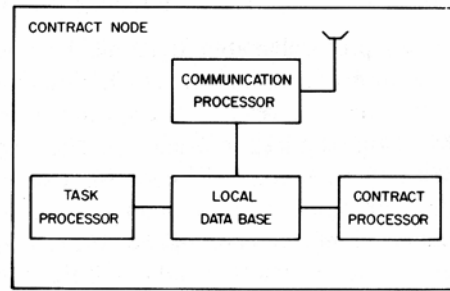 CONTRACT NODE
COMMUNICATION
PROCESSOR
TASK
PROCESSOR
LOCAL
DATA BASE
CONTRACT
PROCESSOR